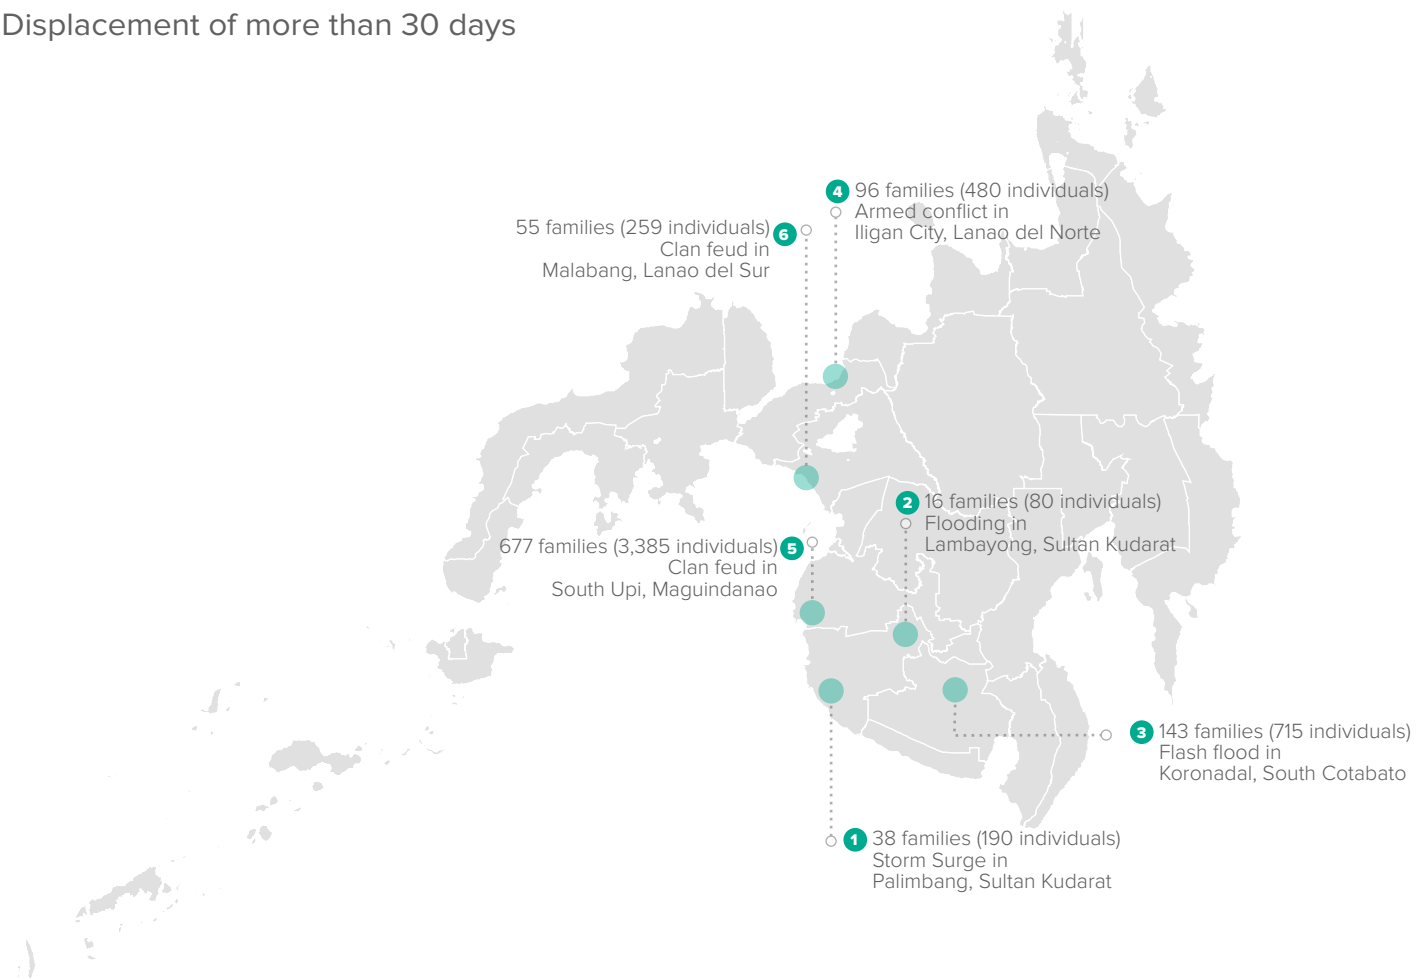 Displacement of more than 30 days
4 96 families (480 individuals)
Armed conflict in
Iligan City, Lanao del Norte
55 families (259 individuals) 6
Clan feud in
Malabang, Lanao del Sur
2 16 families (80 individuals)
Flooding in
Lambayong, Sultan Kudarat
677 families (3,385 individuals) 5
Clan feud in
South Upi, Maguindanao
3 143 families (715 individuals)
Flash flood in
Koronadal, South Cotabato
1 38 families (190 individuals)
Storm Surge in
Palimbang, Sultan Kudarat